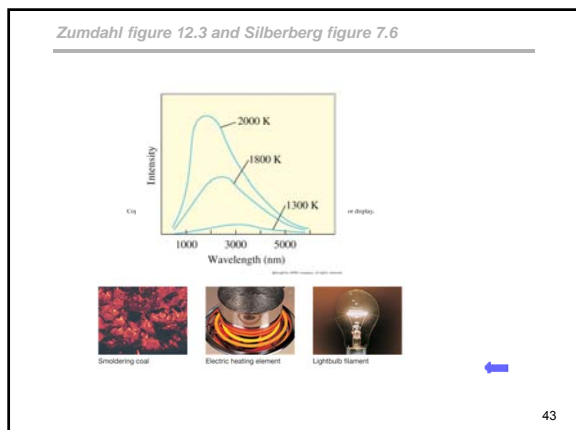 Zumdahl figure 12.3 and Silberberg figure 7.6
2000 K
1800 K
1300 K
Intensity
or display.
1000 3000 5000
Wavelength (nm)
Smoldering coal Electric heating element Lightbulb filament
43